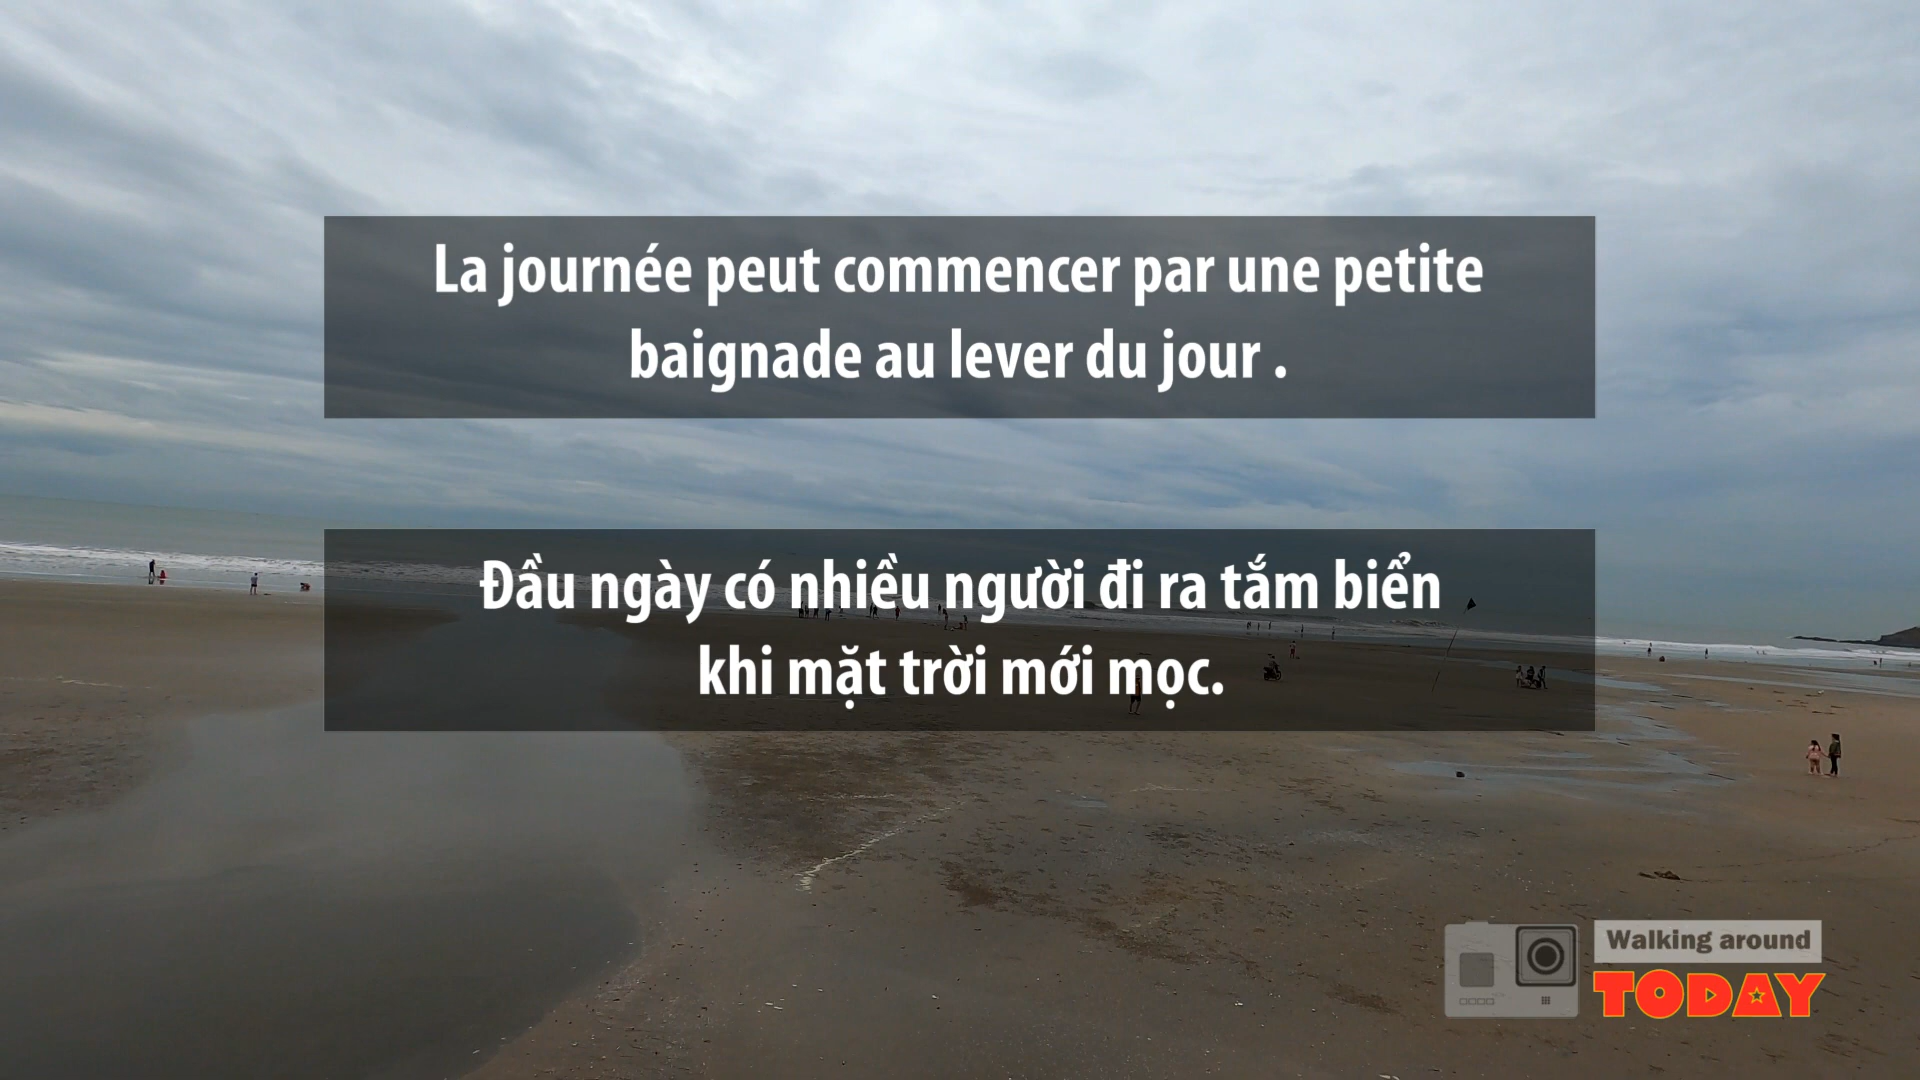 La journée peut commencer par une petite
baignade au lever du jour .
Đầu ngày có nhiều người đi ra tắm biển
khi mặt trời mới mọc.
Walking around
TODAY